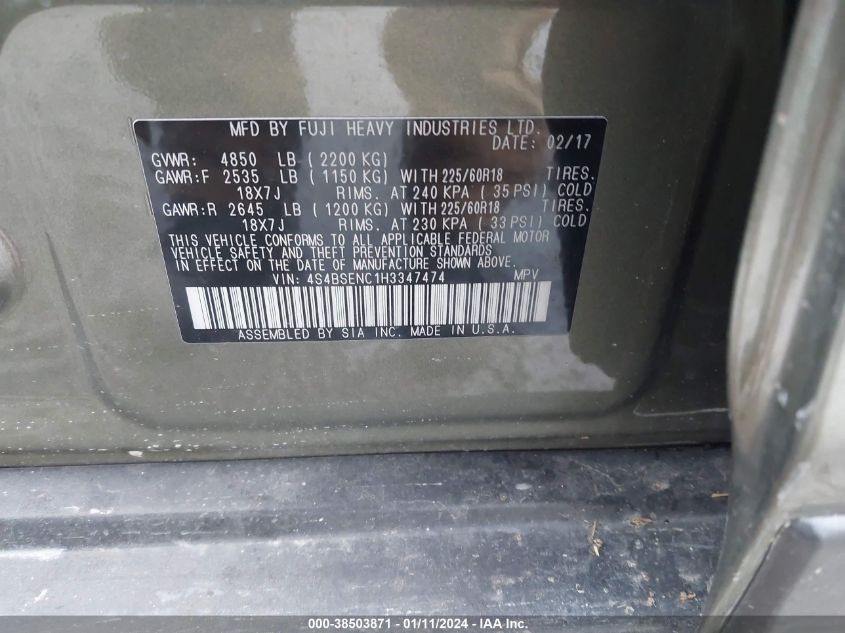 MFD BY FUJI HEAVY INDUSTRIES LTD.
DATE: 02/17
GVWR: 4850 LB ( 2200 KG)
GAWR:F 2535 LB ( 1150 KG) WITH 225/60R18 TIRES.
18X7J RIMS. AT 240 KPA ( 35 PSI) COLD
GAWR:R 2645 LB ( 1200 KG) WITH 225/60R18 TIRES.
18X7J RIMS. AT 230 KPA ( 33 PSI) COLD
THIS VEHICLE CONFORMS TO ALL APPLICABLE FEDERAL MOTOR
VEHICLE SAFETY AND THEFT PREVENTION STANDARDS
IN EFFECT ON THE DATE OF MANUFACTURE SHOWN ABOVE.
VIN: 4S4BSENC1H3347474 MPV
ASSEMBLED BY SIA INC. MADE IN U.S.A.
000-38503871 - 01/11/2024 - IAA Inc.